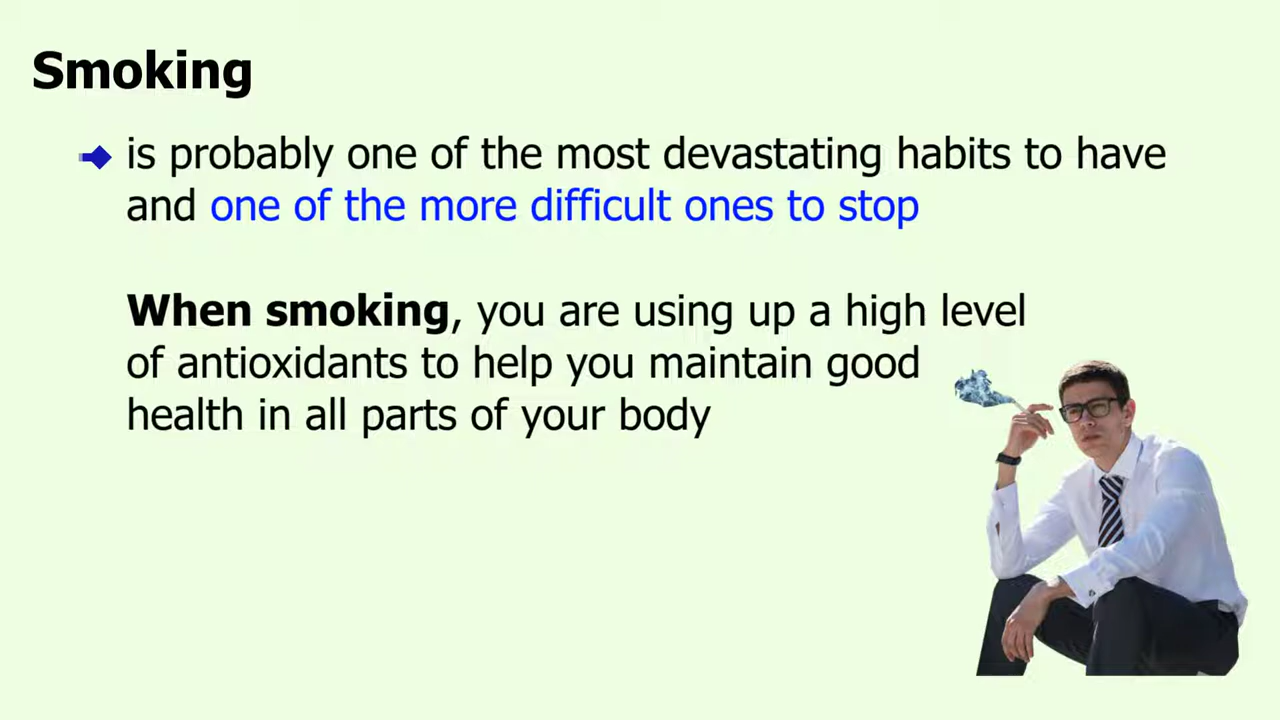 Smoking
is probably one of the most devastating habits to have
and one of the more difficult ones to stop
When smoking, you are using up a high level
of antioxidants to help you maintain good
health in all parts of your body